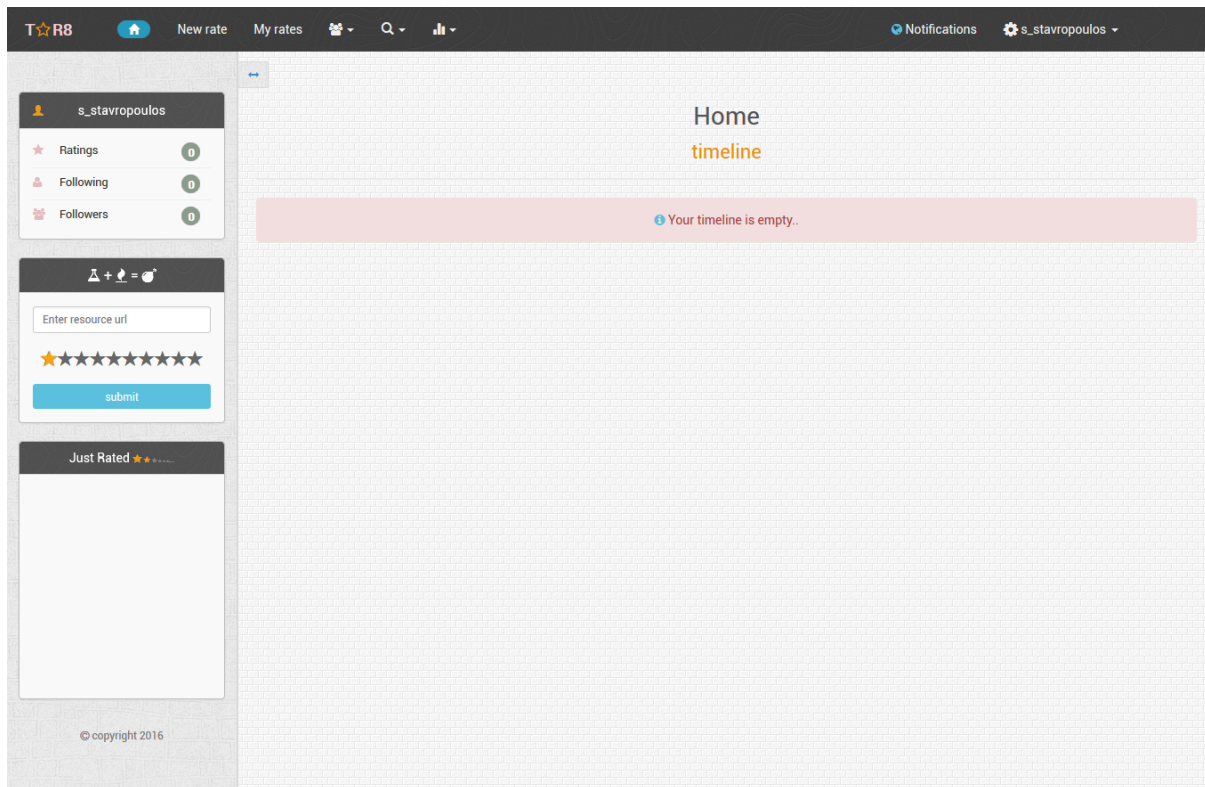 T☆R8 New rate My rates Notifications s_stavropoulos
s_stavropoulos
Ratings 0
Following 0
Followers 0
+ =
Enter resource url
submit
Just Rated
© copyright 2016
Home
timeline
Your timeline is empty..